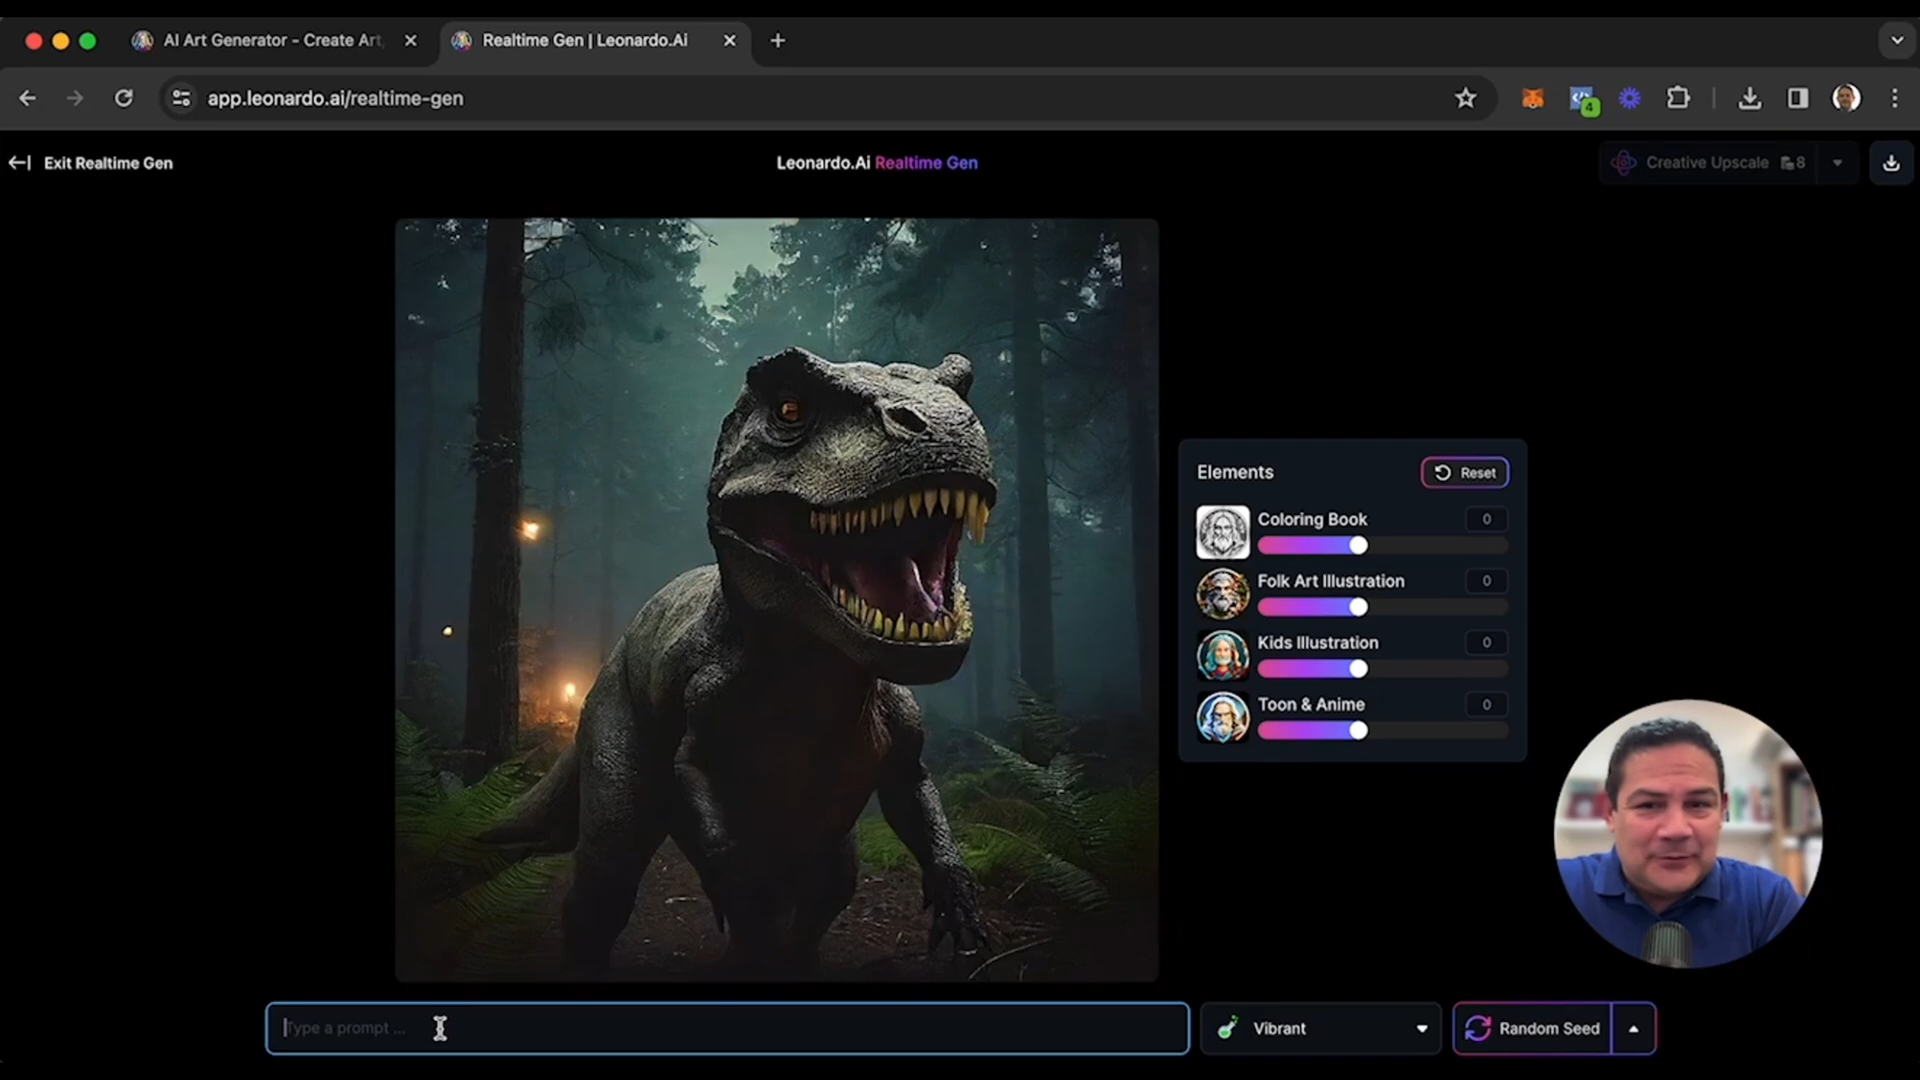 AI Art Generator - Create Art,
Realtime Gen | Leonardo.Ai
app.leonardo.ai/realtime-gen
4
Exit Realtime Gen
Leonardo.Ai Realtime Gen
Creative Upscale 8
Elements
Reset
Coloring Book 0
Folk Art Illustration 0
Kids Illustration 0
Toon & Anime 0
Type a prompt ...
Vibrant
Random Seed